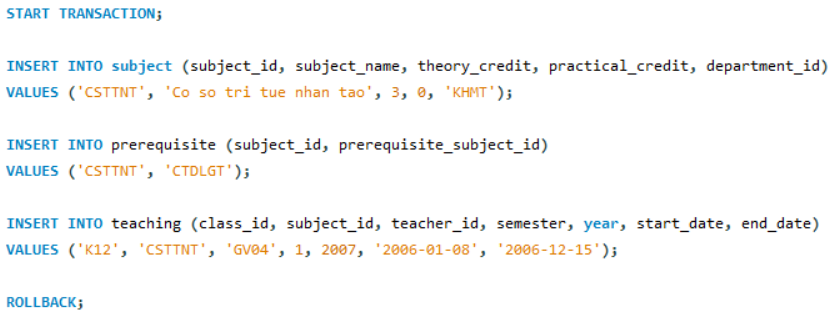 START TRANSACTION;
INSERT INTO subject (subject_id, subject_name, theory_credit, practical_credit, department_id)
VALUES ('CSTTNT', 'Co so tri tue nhan tao', 3, 0, 'KHMT');
INSERT INTO prerequisite (subject_id, prerequisite_subject_id)
VALUES ('CSTTNT', 'CTDLGT');
INSERT INTO teaching (class_id, subject_id, teacher_id, semester, year, start_date, end_date)
VALUES ('K12', 'CSTTNT', 'GV04', 1, 2007, '2006-01-08', '2006-12-15');
ROLLBACK;